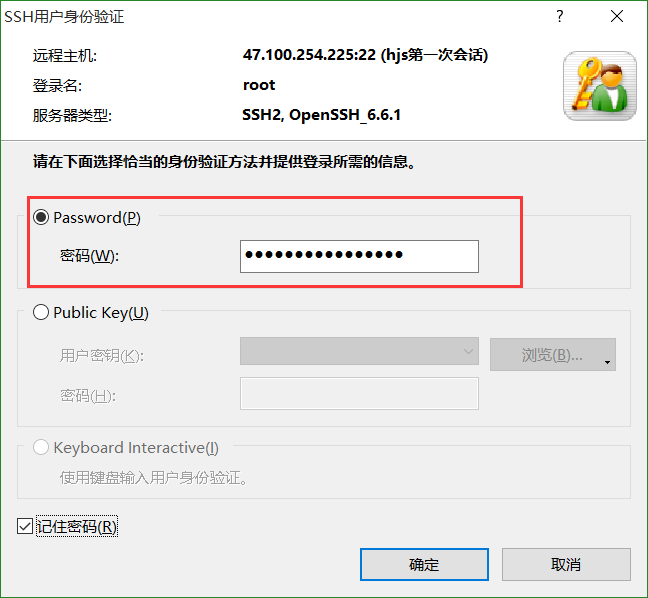 SSH用户身份验证
远程主机: 47.100.254.225:22 (hjs第一次会话)
登录名: root
服务器类型: SSH2, OpenSSH_6.6.1
请在下面选择恰当的身份验证方法并提供登录所需的信息。
Password(P)
密码(W): ●●●●●●●●●●●●●●●●
Public Key(U)
用户密钥(K): 浏览(B)...
密码(H):
Keyboard Interactive(I)
使用键盘输入用户身份验证。
记住密码(R)
确定 取消